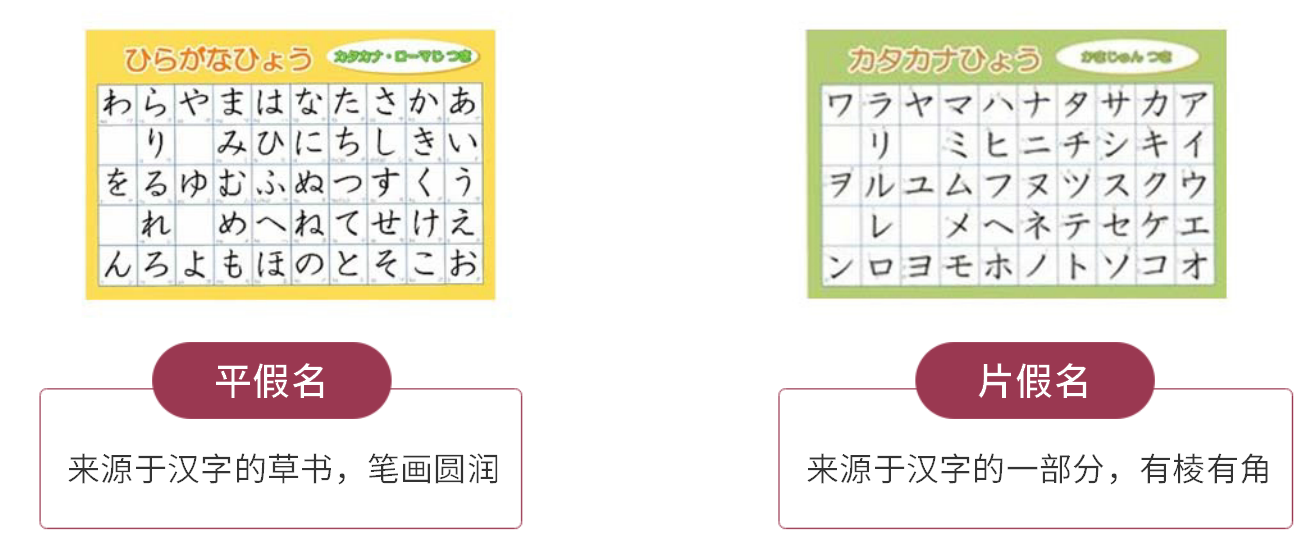 ひらがなひょう カタカナ・ローマじ つき
わ ら や ま は な た さ か あ
り み ひ に ち し き い
を る ゆ む ふ ぬ つ す く う
れ め へ ね て せ け え
ん ろ よ も ほ の と そ こ お
平假名
来源于汉字的草书，笔画圆润
カタカナひょう かきじゅん つき
ワ ラ ヤ マ ハ ナ タ サ カ ア
リ ミ ヒ ニ チ シ キ イ
ヲ ル ユ ム フ ヌ ツ ス ク ウ
レ メ ヘ ネ テ セ ケ エ
ン ロ ヨ モ ホ ノ ト ソ コ オ
片假名
来源于汉字的一部分，有棱有角